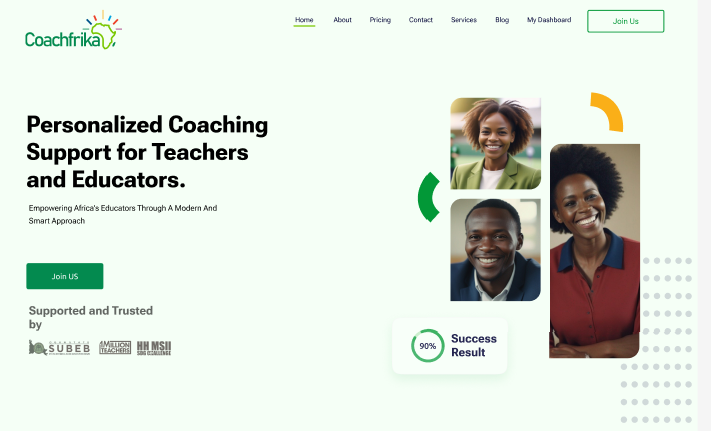 Coachfrika
Home About Pricing Contact Services Blog My Dashboard Join Us
Personalized Coaching
Support for Teachers
and Educators.
Empowering Africa's Educators Through A Modern And
Smart Approach
Join US
Supported and Trusted
by
SUBEB
1MILLION
TEACHERS
HH MSII
SDG CHALLENGE
90%
Success
Result